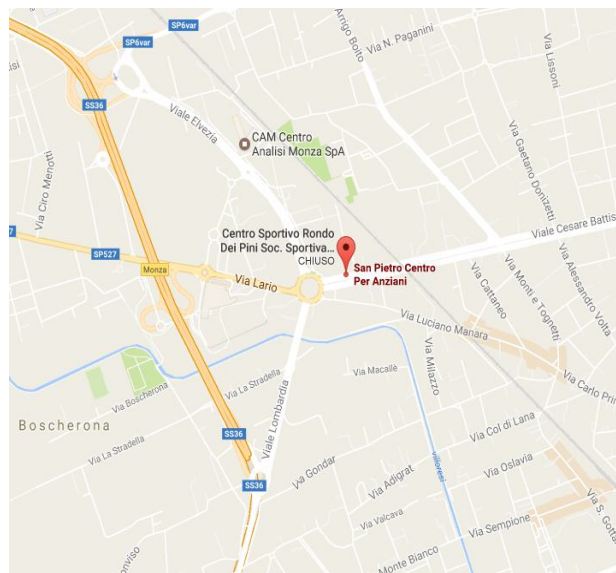 SP6var
SP6var
Arrigo Boito
Via N. Paganini
Via Lissoni
SS36
Viale Elvezia
CAM Centro
Analisi Monza SpA
Via Gaetano Donizetti
Via Ciro Menotti
Centro Sportivo Rondo
Dei Pini Soc. Sportiva...
CHIUSO
Viale Cesare Battis
SP527
Monza
Via Lario
San Pietro Centro
Per Anziani
Via Cattaneo
Via Monti e Tognetti
Via Alessandro Volta
Via Luciano Manara
Via Milazzo
Via Macallè
Via Carlo Prin
Via La Stradella
Via Boscherona
Boscherona
Via La Stradella
SS36
Viale Lombardia
Via Col di Lana
villoresi
Via Oslavia
SS36
Via Gondar
Via Adigrat
Via Valcava
Via Sempione
Via S. Gotta
Monte Bianco